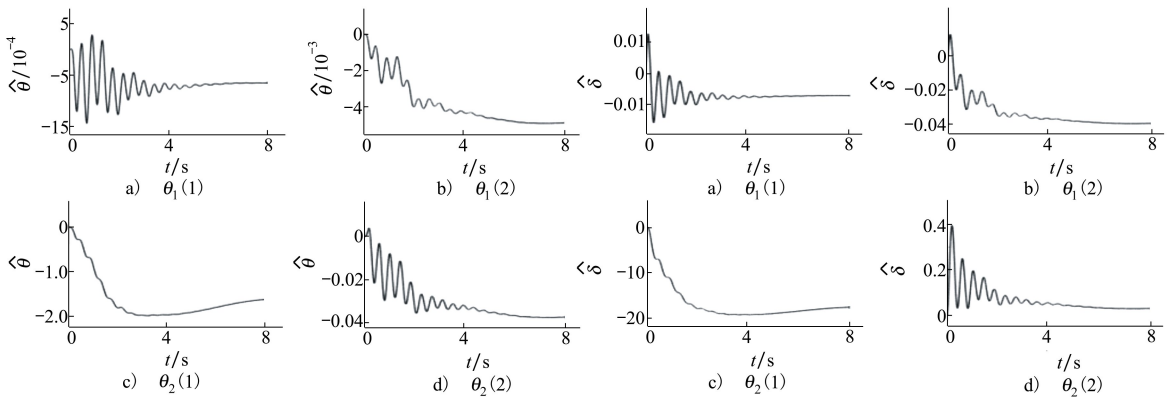 5
−5
−15
θ̂/10⁻⁴
0 4 8
t/s
a) θ₁(1)
0
−2
−4
θ̂/10⁻³
0 4 8
t/s
b) θ₁(2)
0.01
0
−0.01
δ̂
0 4 8
t/s
a) θ₁(1)
0
−0.02
−0.04
δ̂
0 4 8
t/s
b) θ₁(2)
0
−1.0
−2.0
θ̂
0 4 8
t/s
c) θ₂(1)
0
−0.02
−0.04
θ̂
0 4 8
t/s
d) θ₂(2)
0
−10
−20
δ̂
0 4 8
t/s
c) θ₂(1)
0.4
0.2
0
δ̂
0 4 8
t/s
d) θ₂(2)